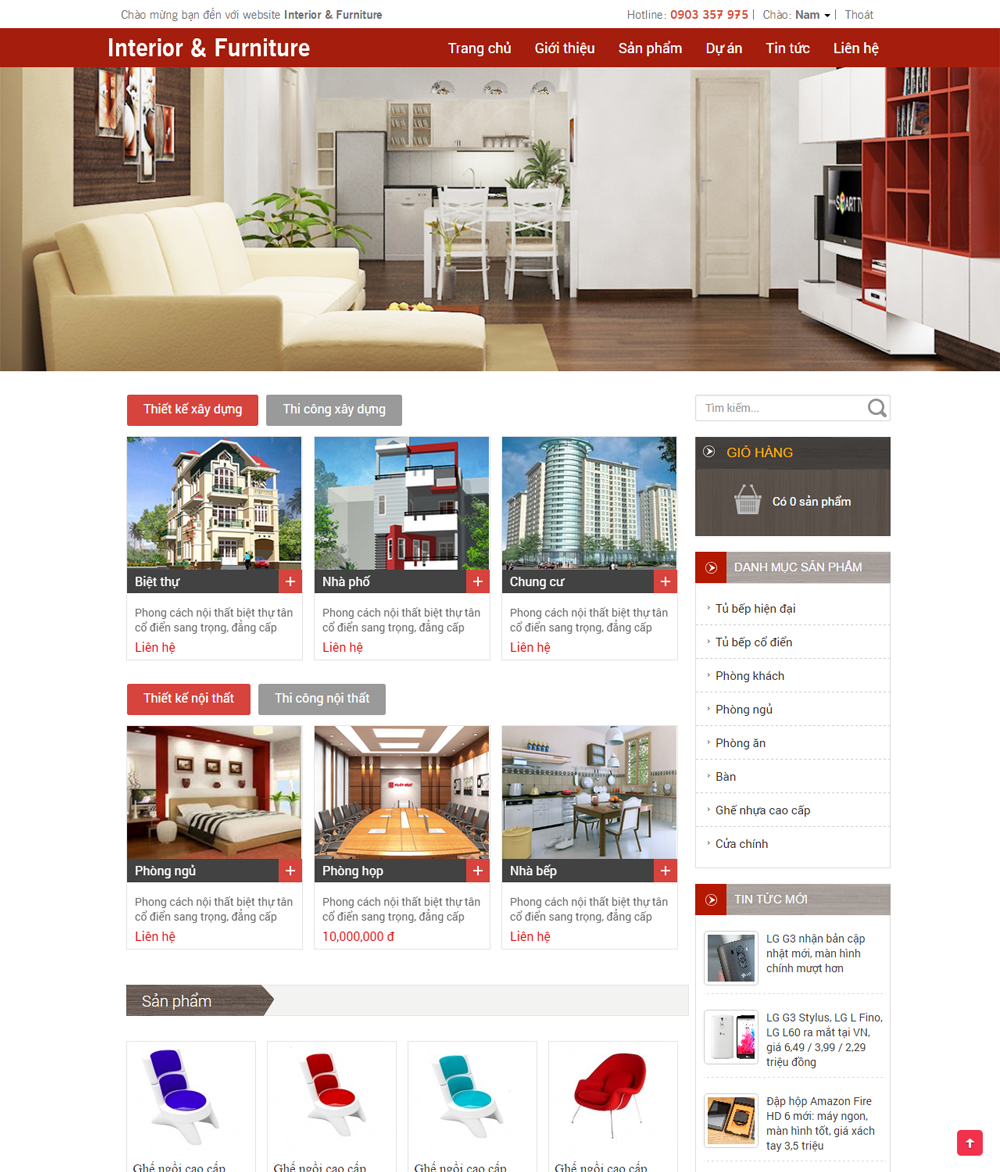 Chào mừng bạn đến với website Interior & Furniture
Hotline: 0903 357 975 | Chào: Nam | Thoát
Interior & Furniture
Trang chủ Giới thiệu Sản phẩm Dự án Tin tức Liên hệ
SMART TV
Thiết kế xây dựng
Thi công xây dựng
Biệt thự +
Nhà phố +
Chung cư +
Phong cách nội thất biệt thự tân
cổ điển sang trọng, đẳng cấp
Liên hệ
Phong cách nội thất biệt thự tân
cổ điển sang trọng, đẳng cấp
Liên hệ
Phong cách nội thất biệt thự tân
cổ điển sang trọng, đẳng cấp
Liên hệ
Thiết kế nội thất
Thi công nội thất
Phòng ngủ +
Phòng họp +
Nhà bếp +
Phong cách nội thất biệt thự tân
cổ điển sang trọng, đẳng cấp
Liên hệ
Phong cách nội thất biệt thự tân
cổ điển sang trọng, đẳng cấp
10,000,000 đ
Phong cách nội thất biệt thự tân
cổ điển sang trọng, đẳng cấp
Liên hệ
Sản phẩm
Ghế ngồi cao cấp
Ghế ngồi cao cấp
Ghế ngồi cao cấp
Ghế ngồi cao cấp
Tìm kiếm...
GIỎ HÀNG
Có 0 sản phẩm
DANH MỤC SẢN PHẨM
Tủ bếp hiện đại
Tủ bếp cổ điển
Phòng khách
Phòng ngủ
Phòng ăn
Bàn
Ghế nhựa cao cấp
Cửa chính
TIN TỨC MỚI
LG G3 nhận bản cập
nhật mới, màn hình
chính mượt hơn
LG G3 Stylus, LG L Fino,
LG L60 ra mắt tại VN,
giá 6,49 / 3,99 / 2,29
triệu đồng
Đập hộp Amazon Fire
HD 6 mới: máy ngon,
màn hình tốt, giá xách
tay 3,5 triệu